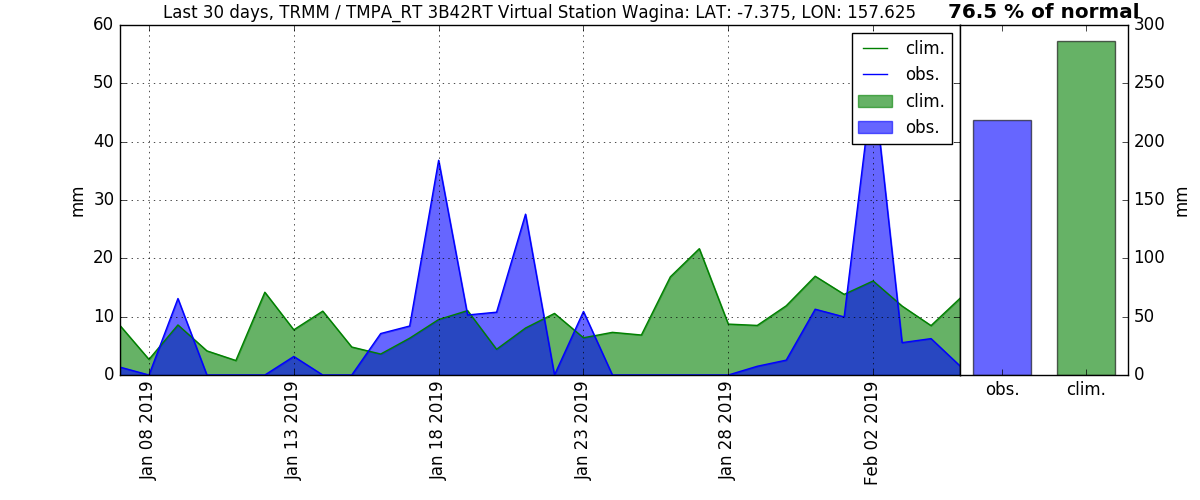 Last 30 days, TRMM / TMPA_RT 3B42RT Virtual Station Wagina: LAT: -7.375, LON: 157.625
76.5 % of normal
60
50
40
30
20
10
0
mm
clim.
obs.
clim.
obs.
300
250
200
150
100
50
0
mm
Jan 08 2019
Jan 13 2019
Jan 18 2019
Jan 23 2019
Jan 28 2019
Feb 02 2019
obs.
clim.